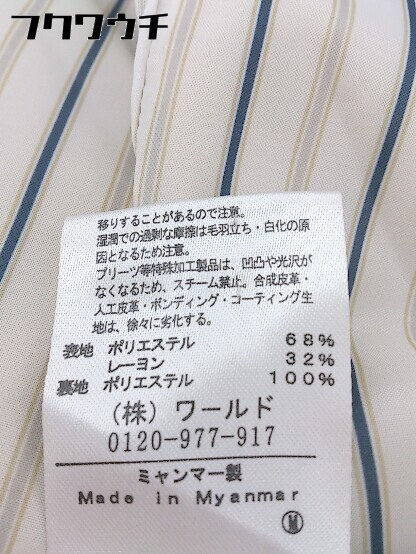 フクワウチ
移りすることがあるので注意。
湿潤での過剰な摩擦は毛羽立ち・白化の原
因となるため注意。
プリーツ等特殊加工製品は、凹凸や光沢が
なくなるため、スチーム禁止。合成皮革・
人工皮革・ボンディング・コーティング生
地は、徐々に劣化する。
表地 ポリエステル 68%
レーヨン 32%
裏地 ポリエステル 100%
(株) ワールド
0120-977-917
ミャンマー製
Made in Myanmar
M